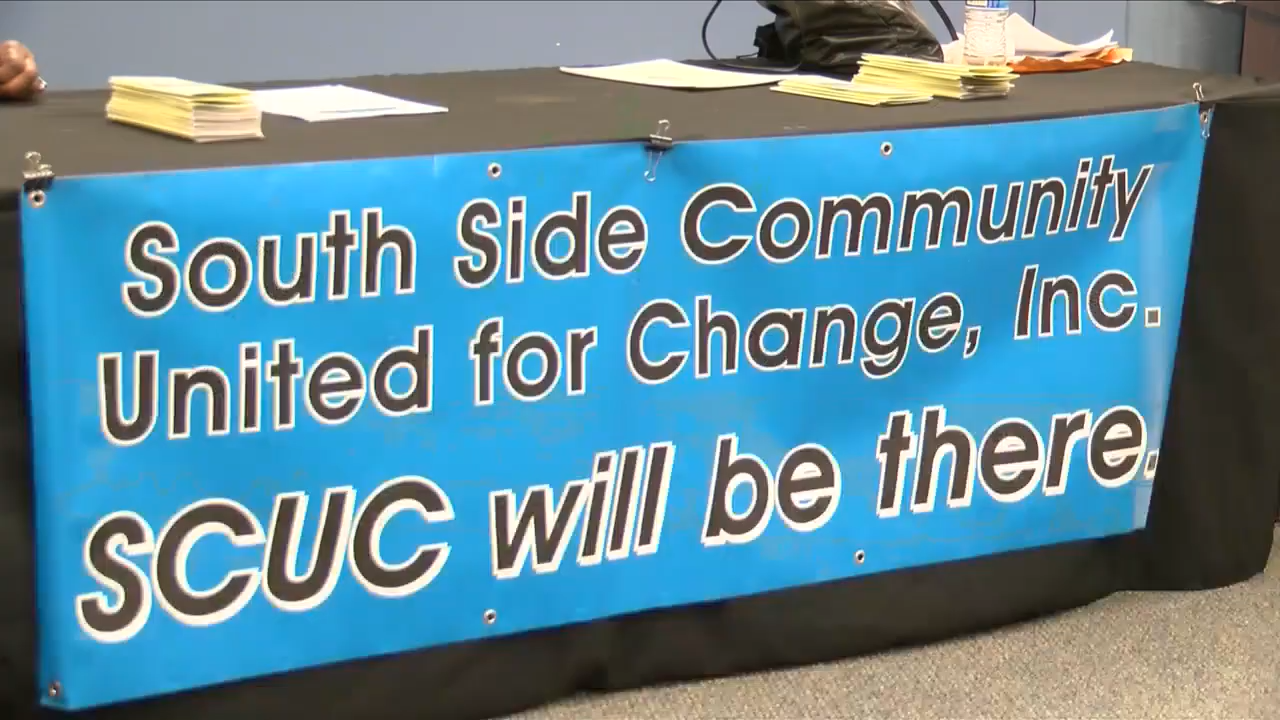 South Side Community
United for Change, Inc.
SCUC will be there.